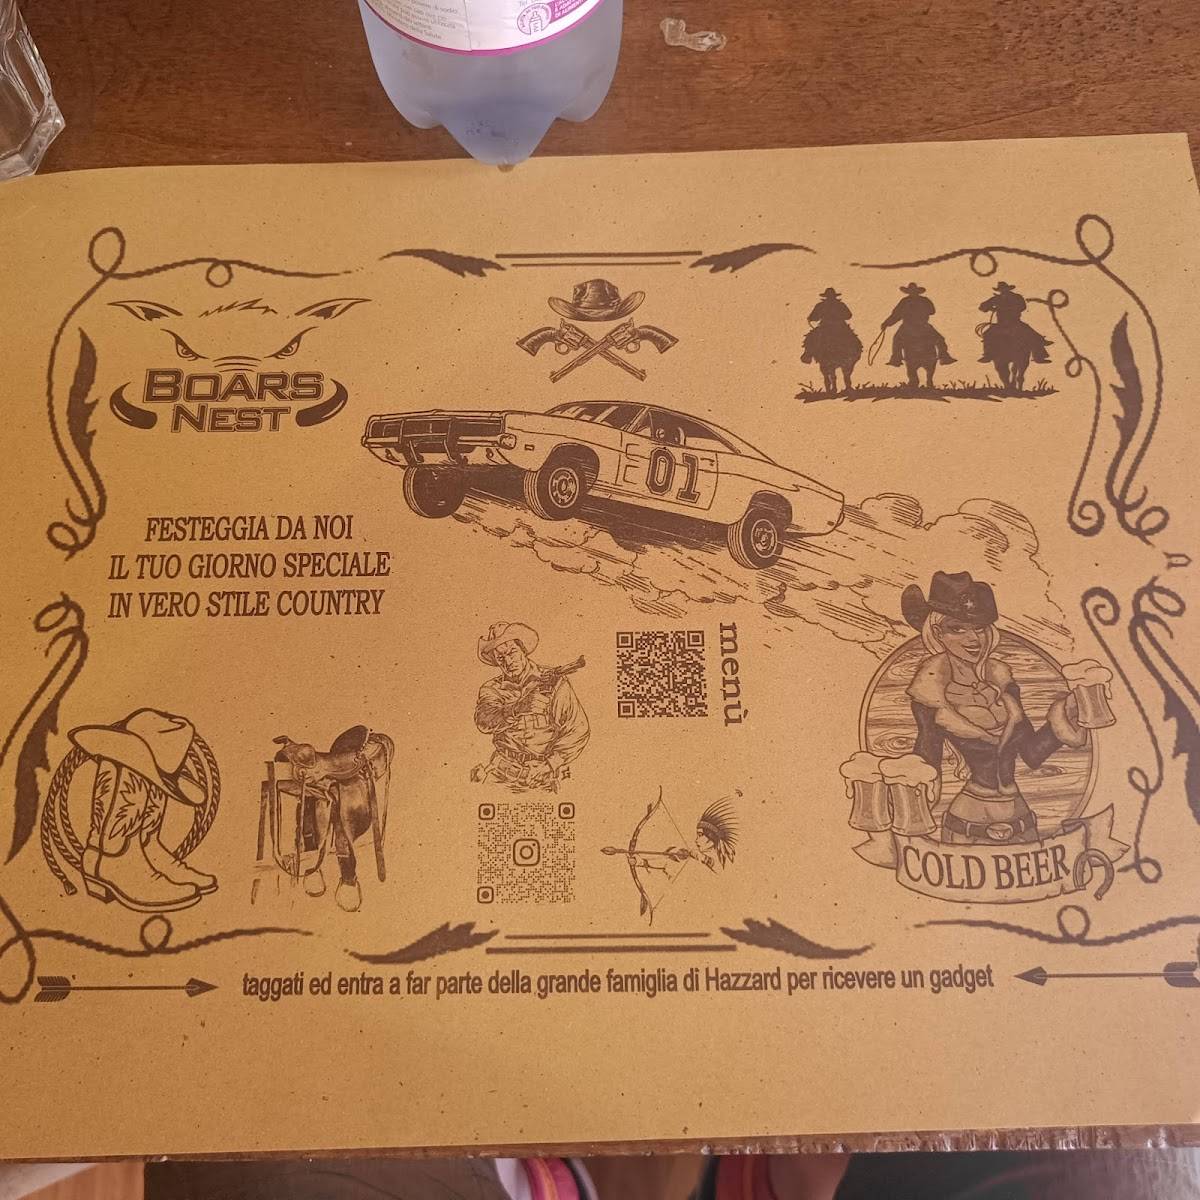 BOARS
NEST
01
FESTEGGIA DA NOI
IL TUO GIORNO SPECIALE
IN VERO STILE COUNTRY
menù
COLD BEER
taggati ed entra a far parte della grande famiglia di Hazzard per ricevere un gadget